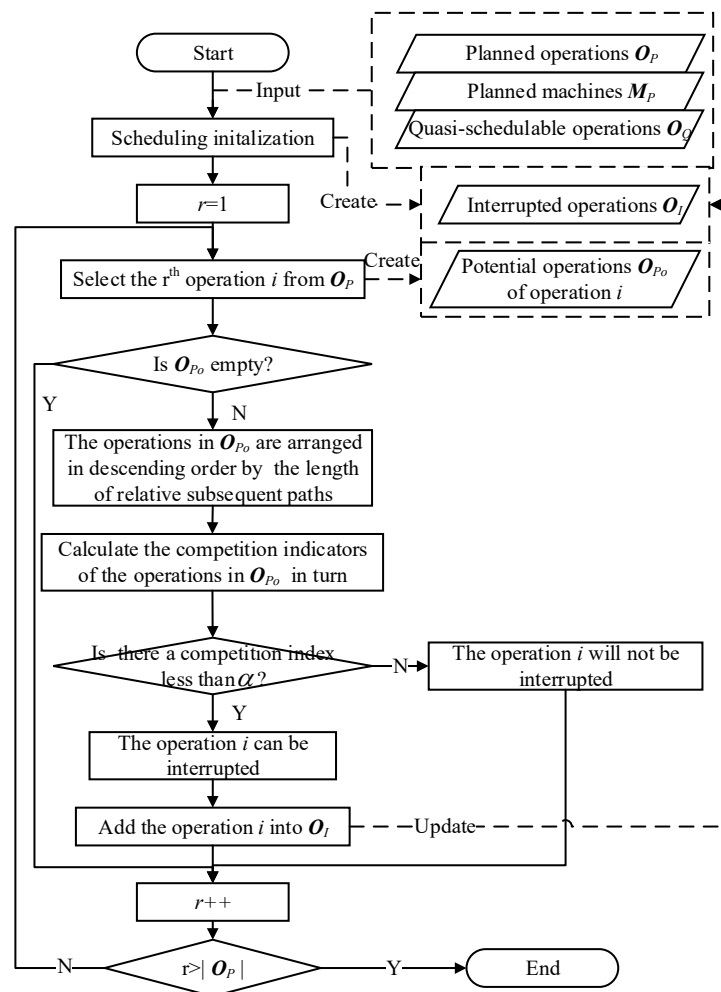 Start
Input
Planned operations O_P
Planned machines M_P
Quasi-schedulable operations O_Q
Scheduling initalization
r=1
Create
Interrupted operations O_I
Select the r^th operation i from O_P
Create
Potential operations O_Po
of operation i
Is O_Po empty?
Y
N
The operations in O_Po are arranged
in descending order by the length
of relative subsequent paths
Calculate the competition indicators
of the operations in O_Po in turn
Is there a competition index
less than α?
N
The operation i will not be
interrupted
Y
The operation i can be
interrupted
Add the operation i into O_I
Update
r++
r>| O_P |
N
Y
End